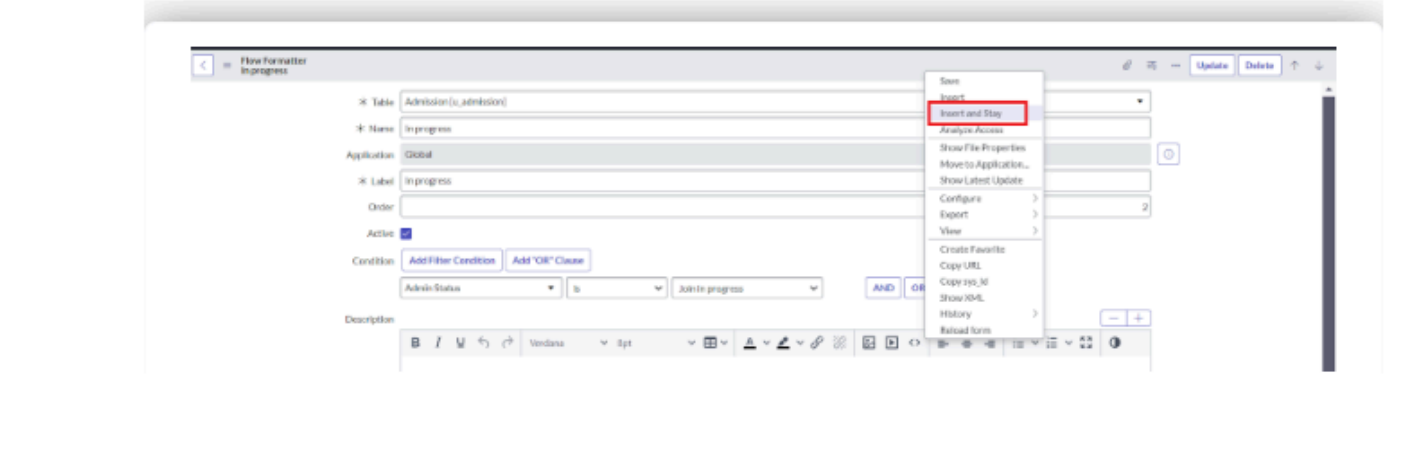 Flow Formatter
In progress
Update Delete
Table Admission [u_admission]
Name In progress
Application Global
Label In progress
Order 2
Active
Condition Add Filter Condition Add "OR" Clause
Admin Status is Join in progress AND OR
Description
B I U Verdana 8pt A
Save
Insert
Insert and Stay
Analyze Access
Show File Properties
Move to Application...
Show Latest Update
Configure
Export
View
Create Favorite
Copy URL
Copy sys_id
Show XML
History
Reload form